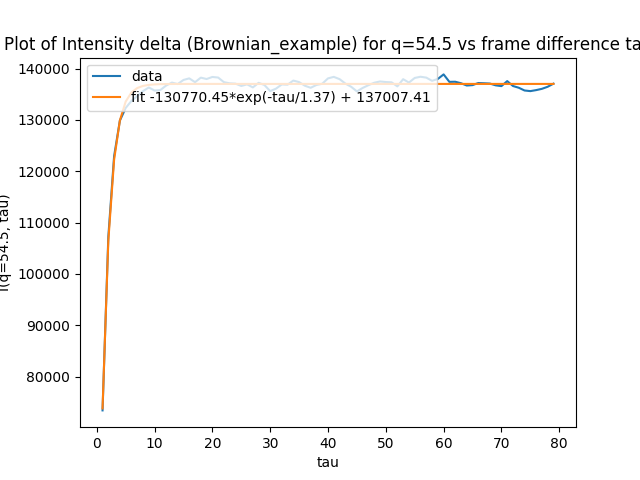 Plot of Intensity delta (Brownian_example) for q=54.5 vs frame difference ta
data
fit -130770.45*exp(-tau/1.37) + 137007.41
140000
130000
120000
110000
100000
90000
80000
I(q=54.5, tau)
0 10 20 30 40 50 60 70 80
tau